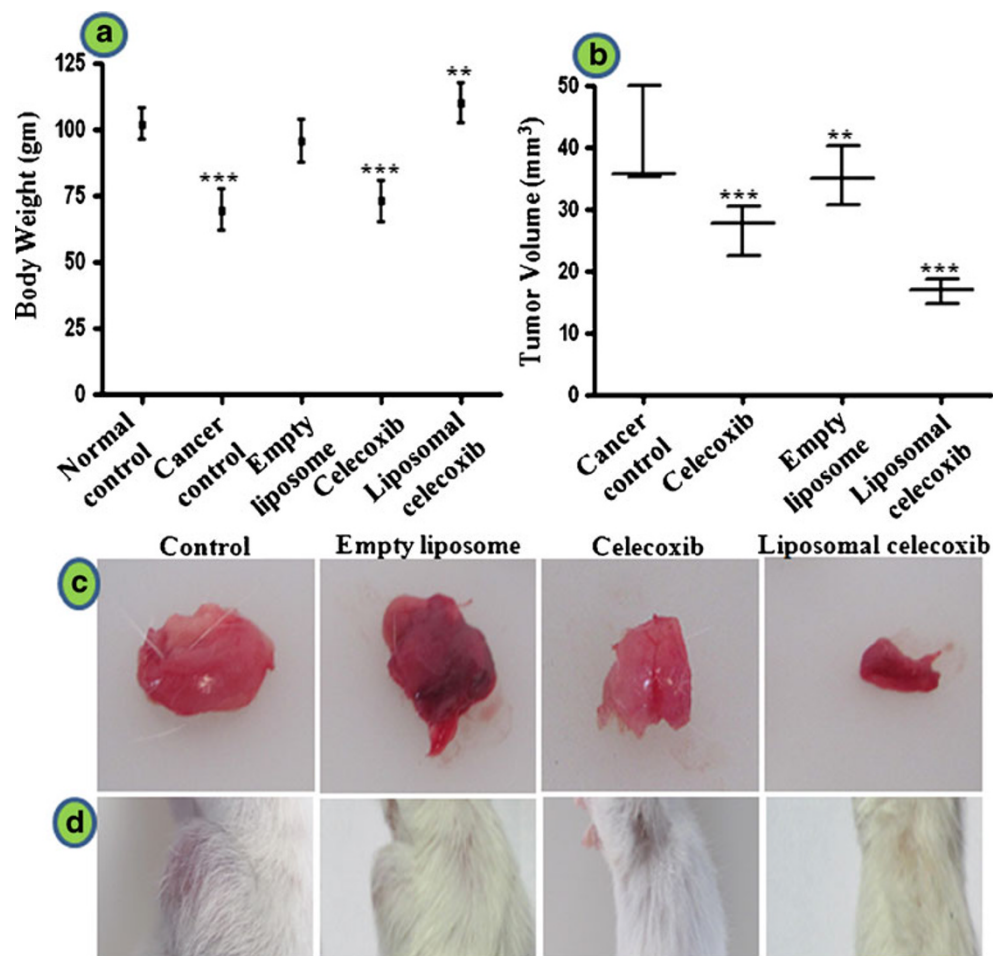 a
Body Weight (gm)
125
100
75
50
25
0
***
***
**
Normal
control
Cancer
control
Empty
liposome
Celecoxib
Liposomal
celecoxib
b
Tumor Volume (mm³)
50
40
30
20
10
0
***
**
***
Cancer
control
Celecoxib
Empty
liposome
Liposomal
celecoxib
c
Control
Empty liposome
Celecoxib
Liposomal celecoxib
d